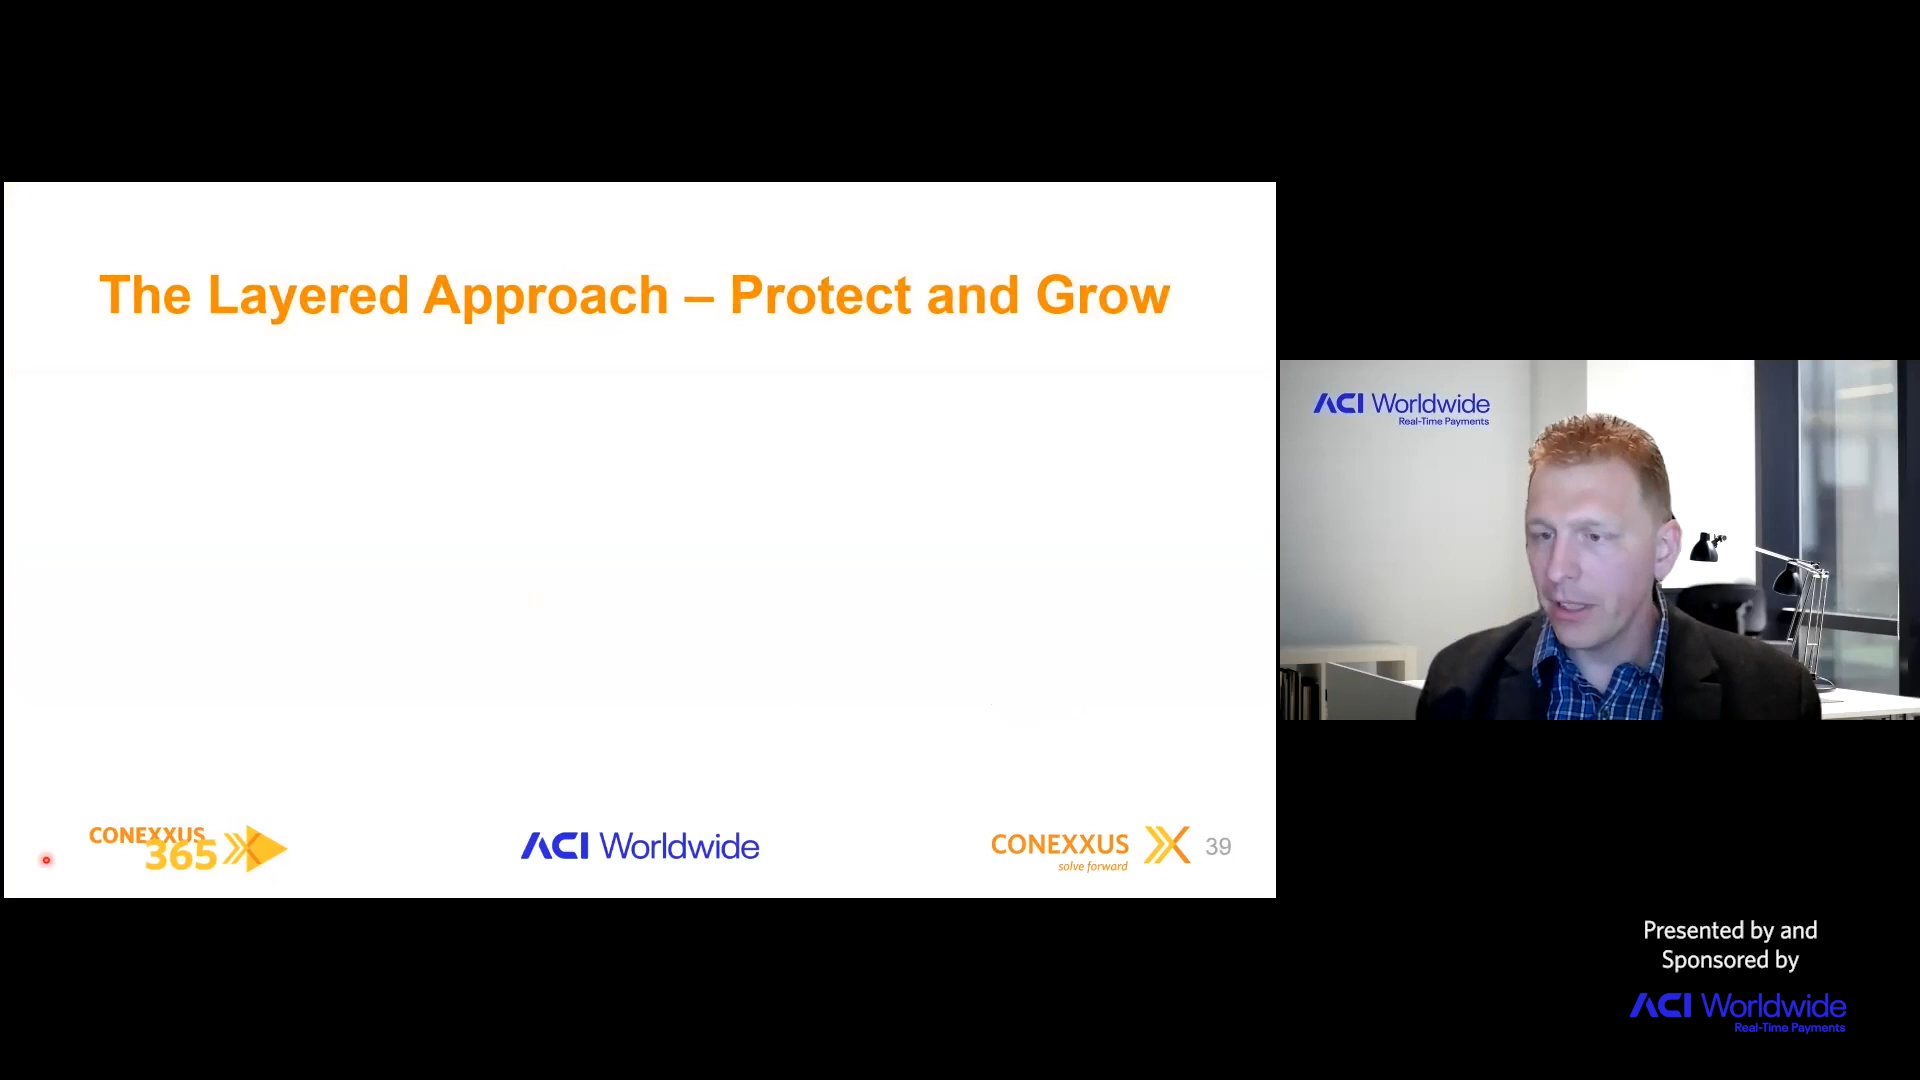 The Layered Approach – Protect and Grow
CONEXXUS
365
ACI Worldwide
CONEXXUS
solve forward
39
ACI Worldwide
Real-Time Payments
Presented by and
Sponsored by
ACI Worldwide
Real-Time Payments